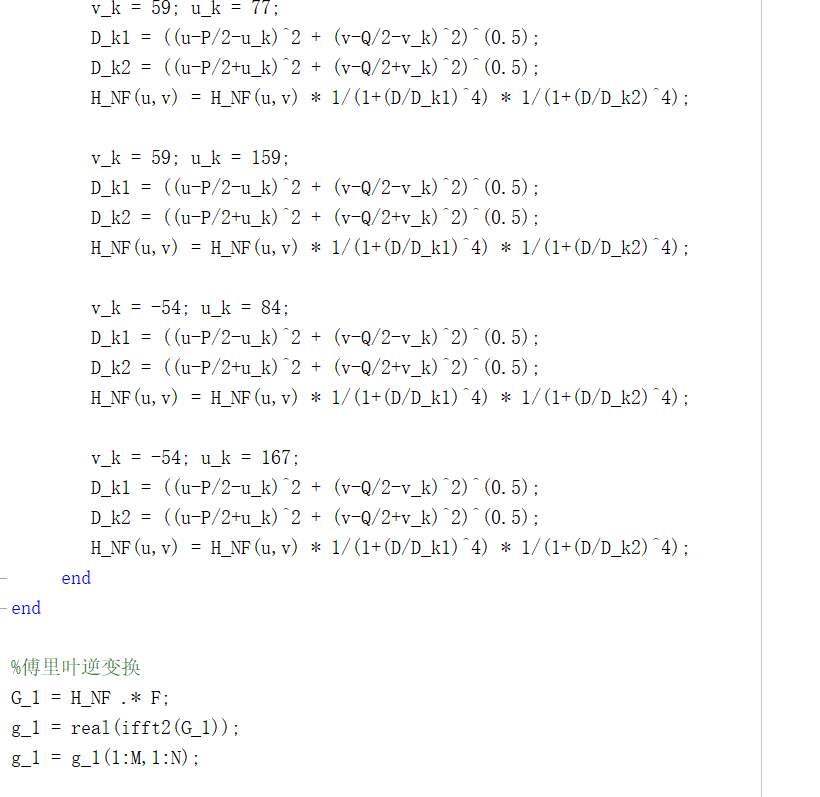 v_k = 59; u_k = 77;
D_k1 = ((u-P/2-u_k)^2 + (v-Q/2-v_k)^2)^(0.5);
D_k2 = ((u-P/2+u_k)^2 + (v-Q/2+v_k)^2)^(0.5);
H_NF(u,v) = H_NF(u,v) * 1/(1+(D/D_k1)^4) * 1/(1+(D/D_k2)^4);
v_k = 59; u_k = 159;
D_k1 = ((u-P/2-u_k)^2 + (v-Q/2-v_k)^2)^(0.5);
D_k2 = ((u-P/2+u_k)^2 + (v-Q/2+v_k)^2)^(0.5);
H_NF(u,v) = H_NF(u,v) * 1/(1+(D/D_k1)^4) * 1/(1+(D/D_k2)^4);
v_k = -54; u_k = 84;
D_k1 = ((u-P/2-u_k)^2 + (v-Q/2-v_k)^2)^(0.5);
D_k2 = ((u-P/2+u_k)^2 + (v-Q/2+v_k)^2)^(0.5);
H_NF(u,v) = H_NF(u,v) * 1/(1+(D/D_k1)^4) * 1/(1+(D/D_k2)^4);
v_k = -54; u_k = 167;
D_k1 = ((u-P/2-u_k)^2 + (v-Q/2-v_k)^2)^(0.5);
D_k2 = ((u-P/2+u_k)^2 + (v-Q/2+v_k)^2)^(0.5);
H_NF(u,v) = H_NF(u,v) * 1/(1+(D/D_k1)^4) * 1/(1+(D/D_k2)^4);
end
end
%傅里叶逆变换
G_1 = H_NF .* F;
g_1 = real(ifft2(G_1));
g_1 = g_1(1:M,1:N);